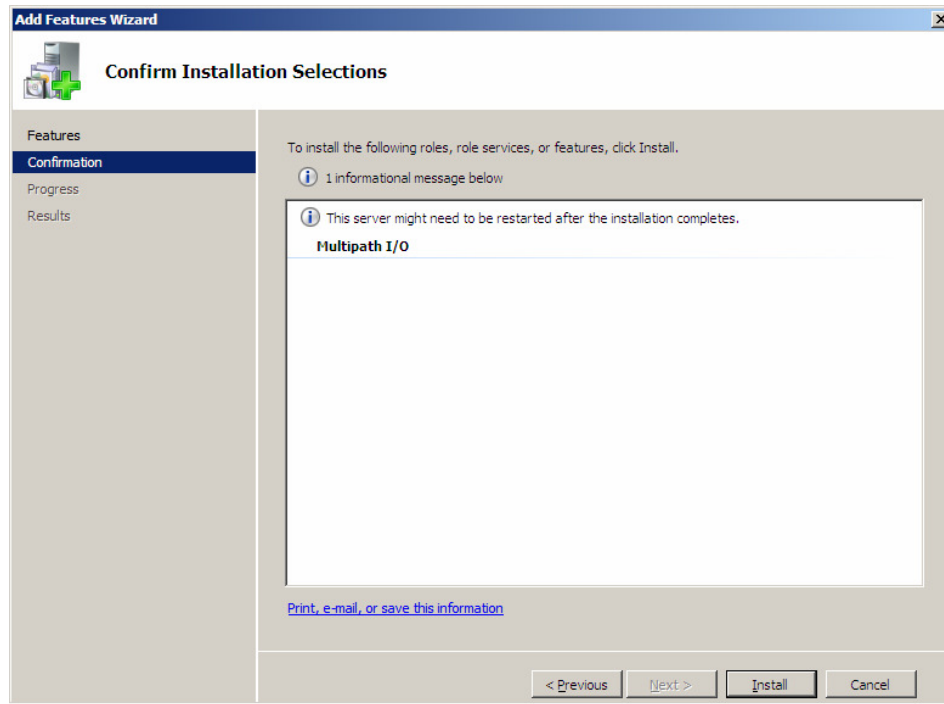 Add Features Wizard
Confirm Installation Selections
Features
Confirmation
Progress
Results
To install the following roles, role services, or features, click Install.
1 informational message below
This server might need to be restarted after the installation completes.
Multipath I/O
Print, e-mail, or save this information
< Previous
Next >
Install
Cancel